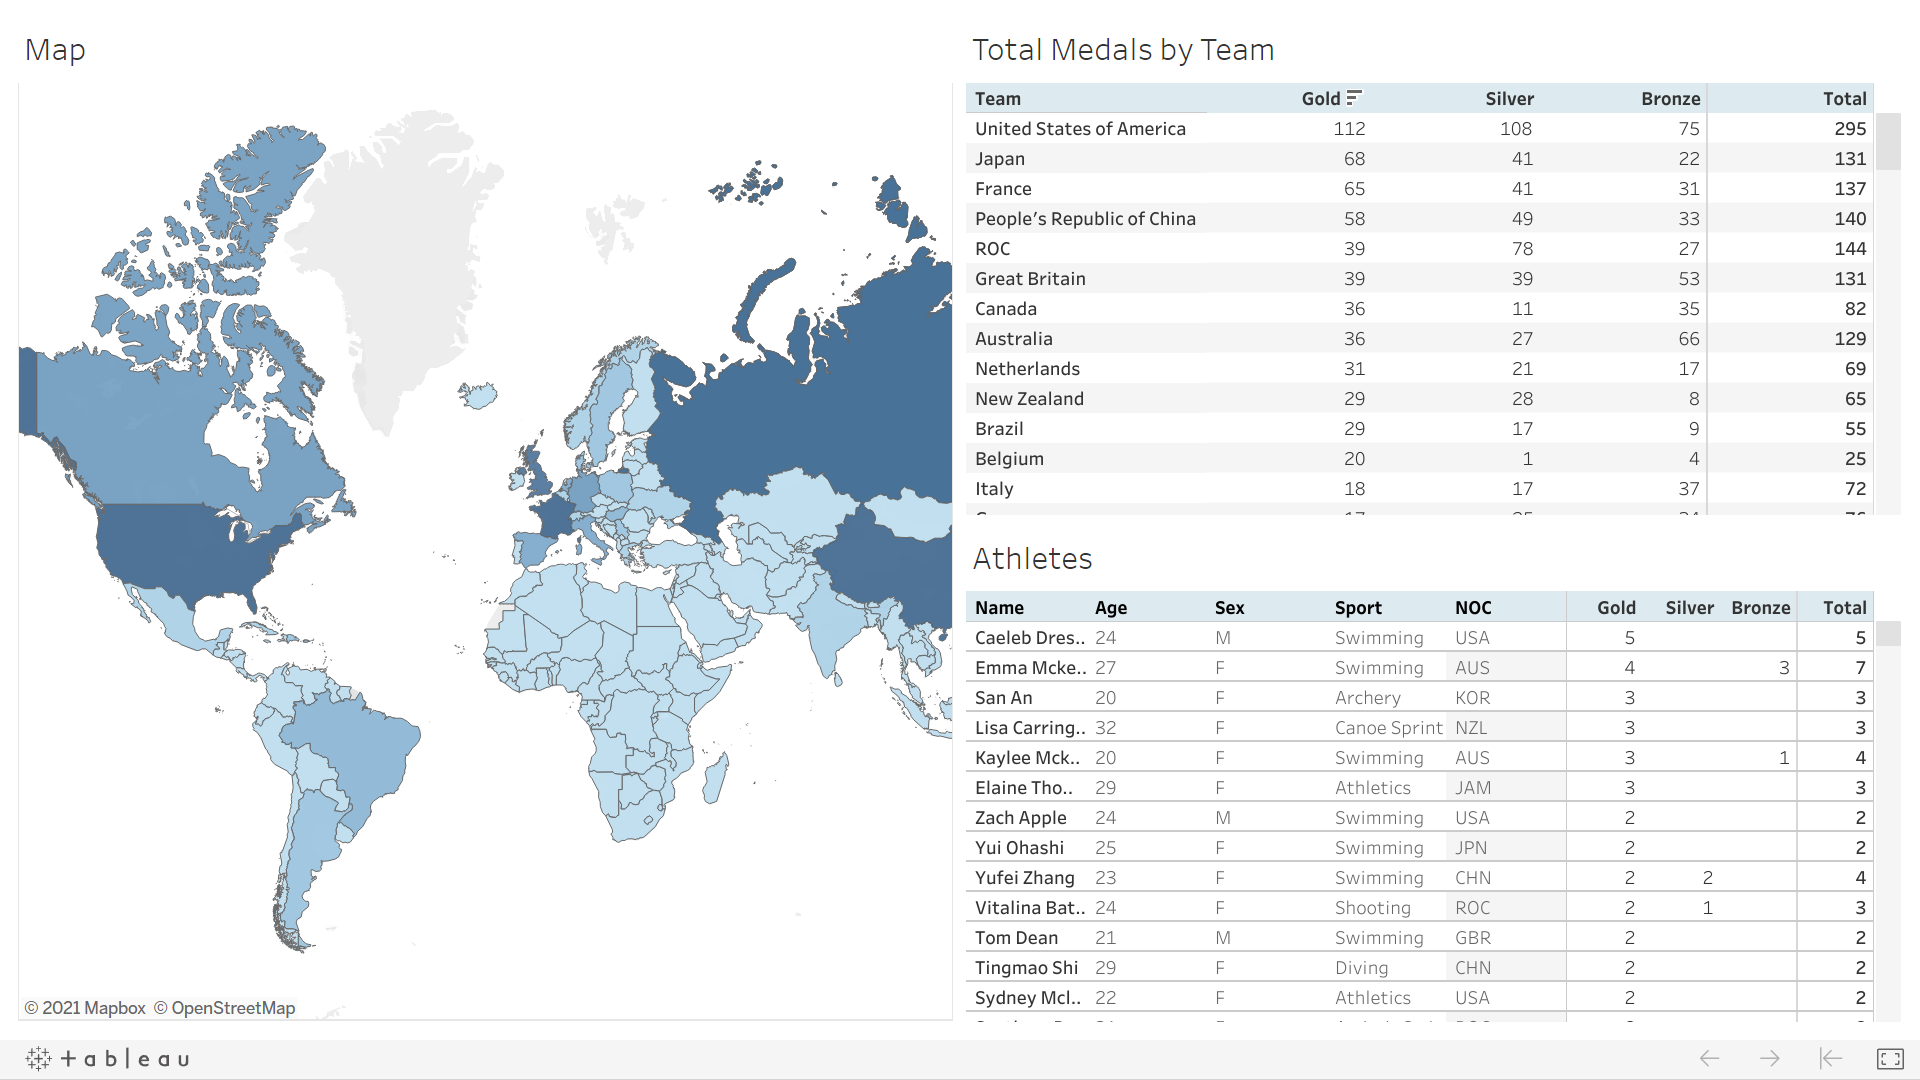 Map
© 2021 Mapbox © OpenStreetMap
Total Medals by Team
Team Gold Silver Bronze Total
United States of America 112 108 75 295
Japan 68 41 22 131
France 65 41 31 137
People's Republic of China 58 49 33 140
ROC 39 78 27 144
Great Britain 39 39 53 131
Canada 36 11 35 82
Australia 36 27 66 129
Netherlands 31 21 17 69
New Zealand 29 28 8 65
Brazil 29 17 9 55
Belgium 20 1 4 25
Italy 18 17 37 72
Athletes
Name Age Sex Sport NOC Gold Silver Bronze Total
Caeleb Dres.. 24 M Swimming USA 5 5
Emma Mcke.. 27 F Swimming AUS 4 3 7
San An 20 F Archery KOR 3 3
Lisa Carring.. 32 F Canoe Sprint NZL 3 3
Kaylee Mck.. 20 F Swimming AUS 3 1 4
Elaine Tho.. 29 F Athletics JAM 3 3
Zach Apple 24 M Swimming USA 2 2
Yui Ohashi 25 F Swimming JPN 2 2
Yufei Zhang 23 F Swimming CHN 2 2 4
Vitalina Bat.. 24 F Shooting ROC 2 1 3
Tom Dean 21 M Swimming GBR 2 2
Tingmao Shi 29 F Diving CHN 2 2
Sydney Mcl.. 22 F Athletics USA 2 2
+ableau